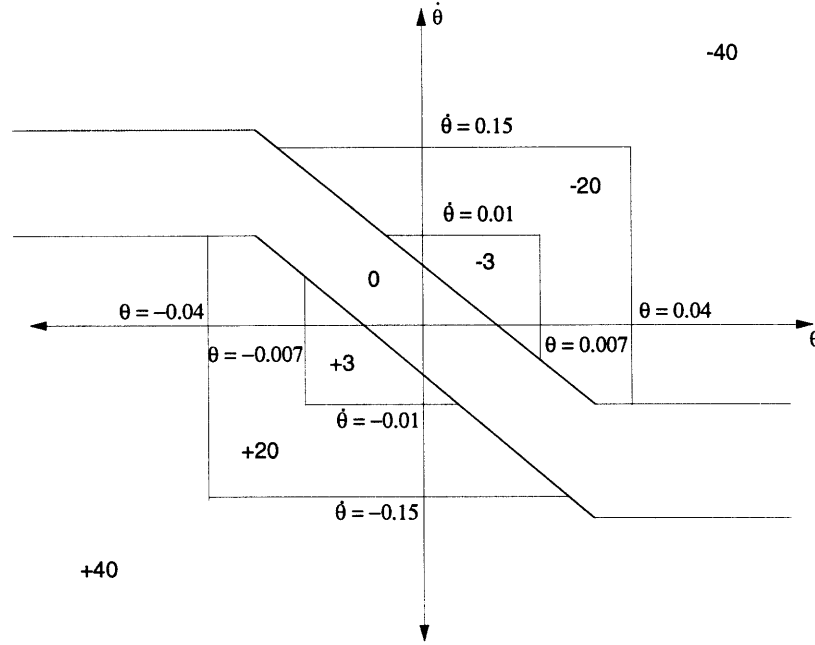 θ̇
-40
θ̇ = 0.15
-20
θ̇ = 0.01
-3
0
θ = −0.04
θ = 0.04
θ
θ = 0.007
θ = −0.007
+3
θ̇ = −0.01
+20
θ̇ = −0.15
+40